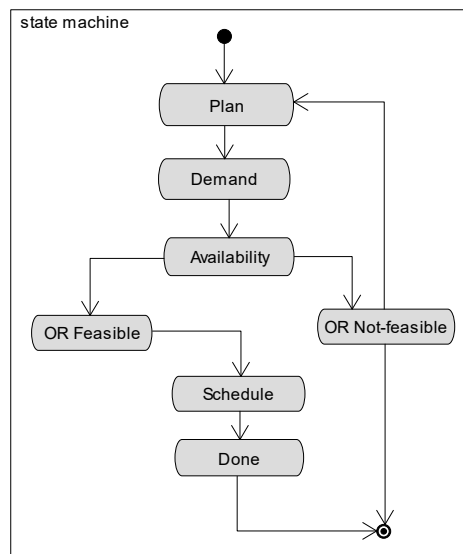 state machine
Plan
Demand
Availability
OR Feasible
OR Not-feasible
Schedule
Done